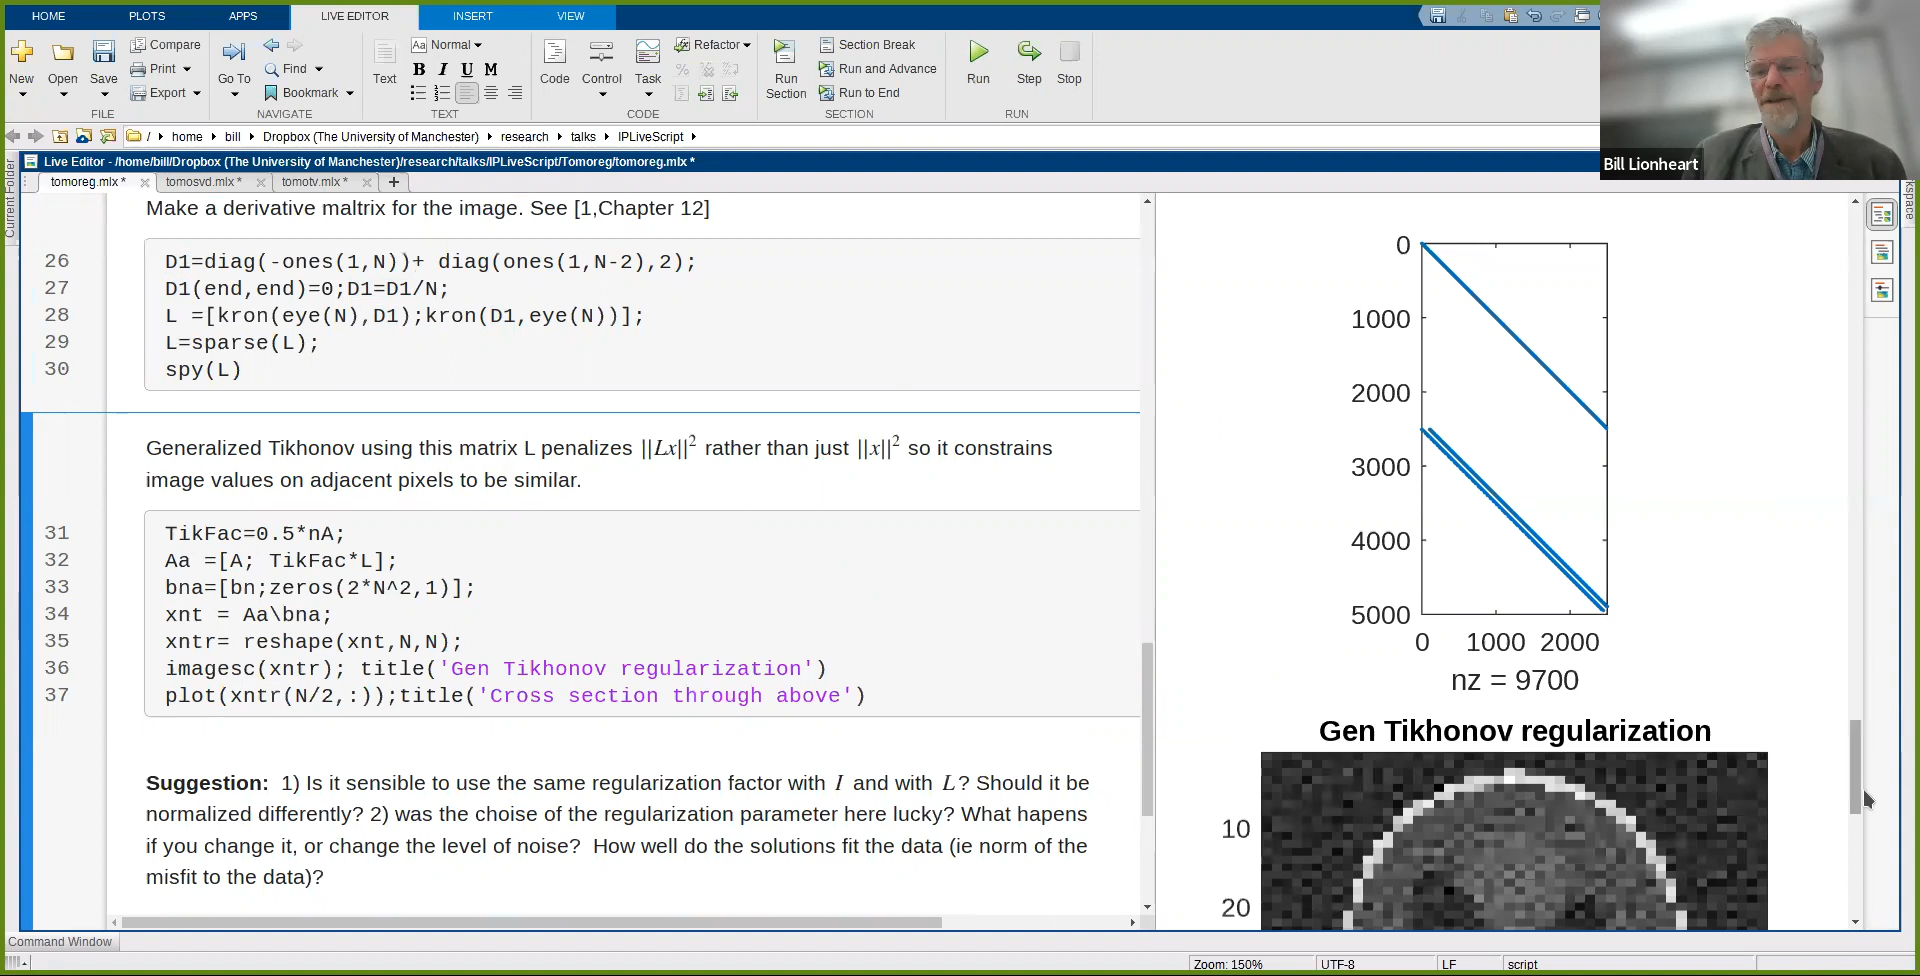 HOME PLOTS APPS LIVE EDITOR INSERT VIEW
New Open Save Compare Print Export
FILE
Go To Find Bookmark
NAVIGATE
Text Aa Normal
B I U M
TEXT
Code Control Task Refactor
CODE
Run Section Section Break Run and Advance Run to End
SECTION
Run Step Stop
RUN
Bill Lionheart
/ home bill Dropbox (The University of Manchester) research talks IPLiveScript
Live Editor - /home/bill/Dropbox (The University of Manchester)/research/talks/IPLiveScript/Tomoreg/tomoreg.mlx *
tomoreg.mlx * tomosvd.mlx * tomotv.mlx * +
Current Folder
kspace
Make a derivative maltrix for the image. See [1,Chapter 12]
26 D1=diag(-ones(1,N))+ diag(ones(1,N-2),2);
27 D1(end,end)=0;D1=D1/N;
28 L =[kron(eye(N),D1);kron(D1,eye(N))];
29 L=sparse(L);
30 spy(L)
Generalized Tikhonov using this matrix L penalizes ||Lx||² rather than just ||x||² so it constrains
image values on adjacent pixels to be similar.
31 TikFac=0.5*nA;
32 Aa =[A; TikFac*L];
33 bna=[bn;zeros(2*N^2,1)];
34 xnt = Aa\bna;
35 xntr= reshape(xnt,N,N);
36 imagesc(xntr); title('Gen Tikhonov regularization')
37 plot(xntr(N/2,:));title('Cross section through above')
Suggestion: 1) Is it sensible to use the same regularization factor with I and with L? Should it be
normalized differently? 2) was the choise of the regularization parameter here lucky? What hapens
if you change it, or change the level of noise? How well do the solutions fit the data (ie norm of the
misfit to the data)?
0
1000
2000
3000
4000
5000
0 1000 2000
nz = 9700
Gen Tikhonov regularization
10
20
Command Window
Zoom: 150% UTF-8 LF script